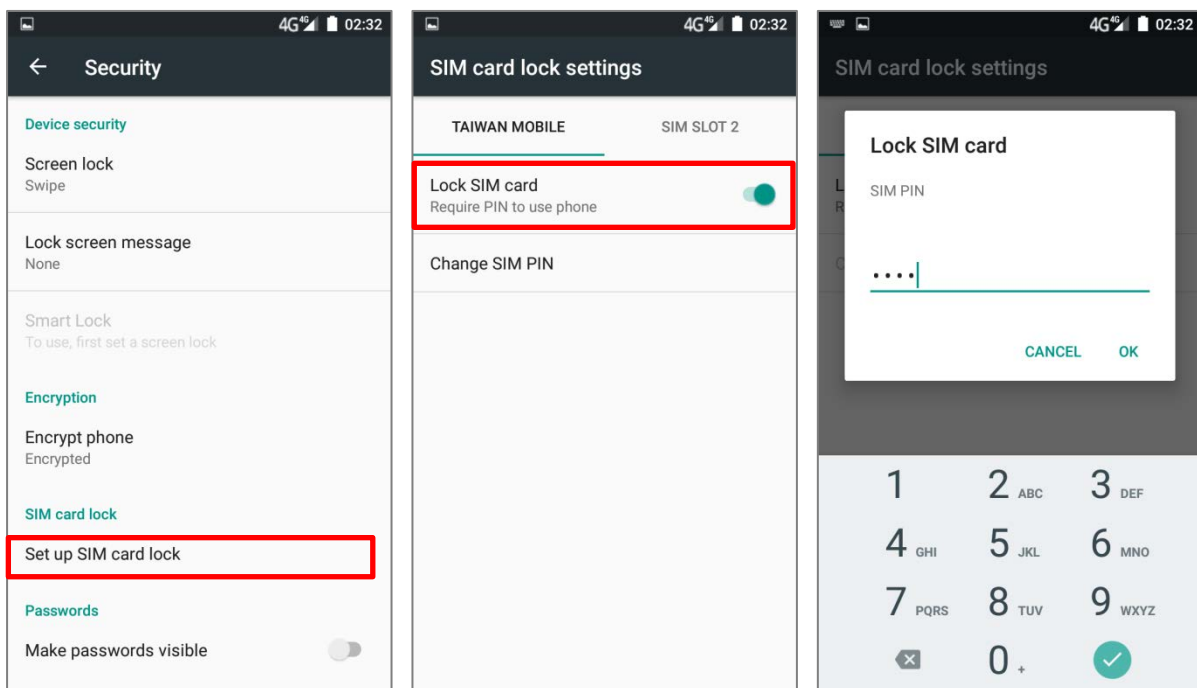 4G 4G 02:32
Security
Device security
Screen lock
Swipe
Lock screen message
None
Smart Lock
To use, first set a screen lock
Encryption
Encrypt phone
Encrypted
SIM card lock
Set up SIM card lock
Passwords
Make passwords visible
4G 4G 02:32
SIM card lock settings
TAIWAN MOBILE SIM SLOT 2
Lock SIM card
Require PIN to use phone
Change SIM PIN
4G 4G 02:32
SIM card lock settings
Lock SIM card
L
SIM PIN
R
C
••••
CANCEL OK
1 2 ABC 3 DEF
4 GHI 5 JKL 6 MNO
7 PQRS 8 TUV 9 WXYZ
0 +